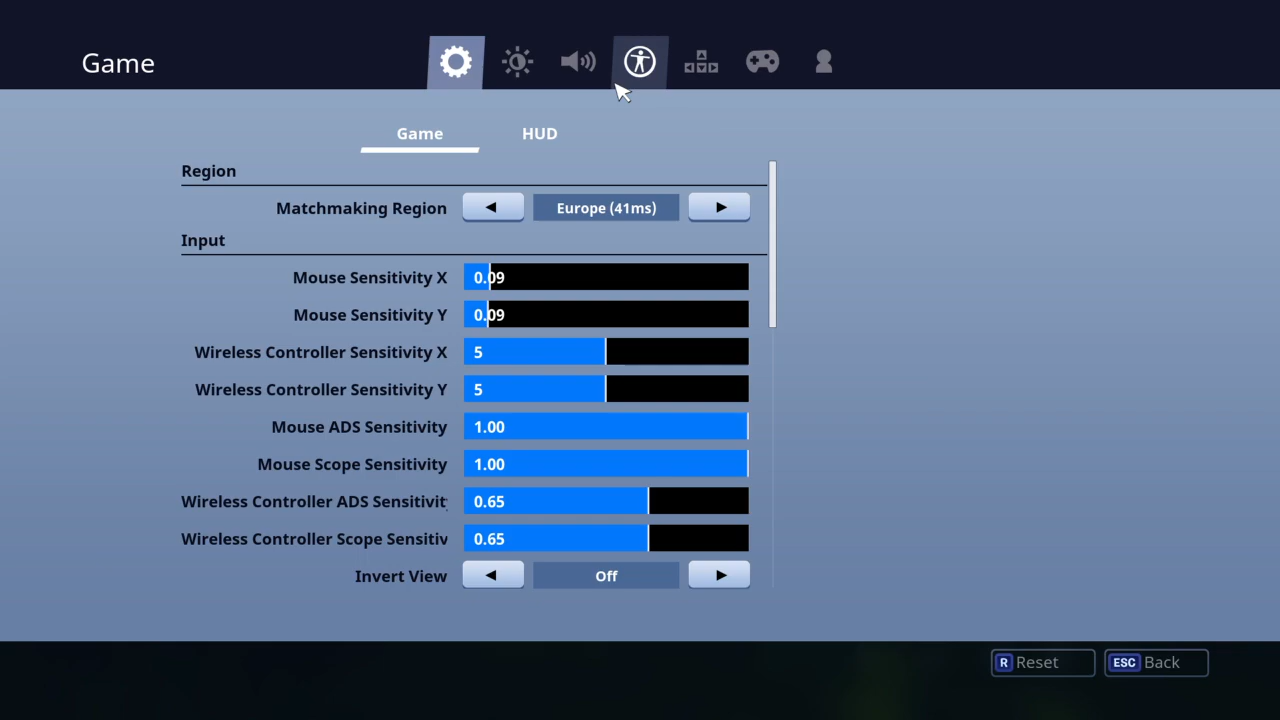 Game
Game HUD
Region
Matchmaking Region Europe (41ms)
Input
Mouse Sensitivity X 0.09
Mouse Sensitivity Y 0.09
Wireless Controller Sensitivity X 5
Wireless Controller Sensitivity Y 5
Mouse ADS Sensitivity 1.00
Mouse Scope Sensitivity 1.00
Wireless Controller ADS Sensitivit 0.65
Wireless Controller Scope Sensitiv 0.65
Invert View Off
R Reset ESC Back